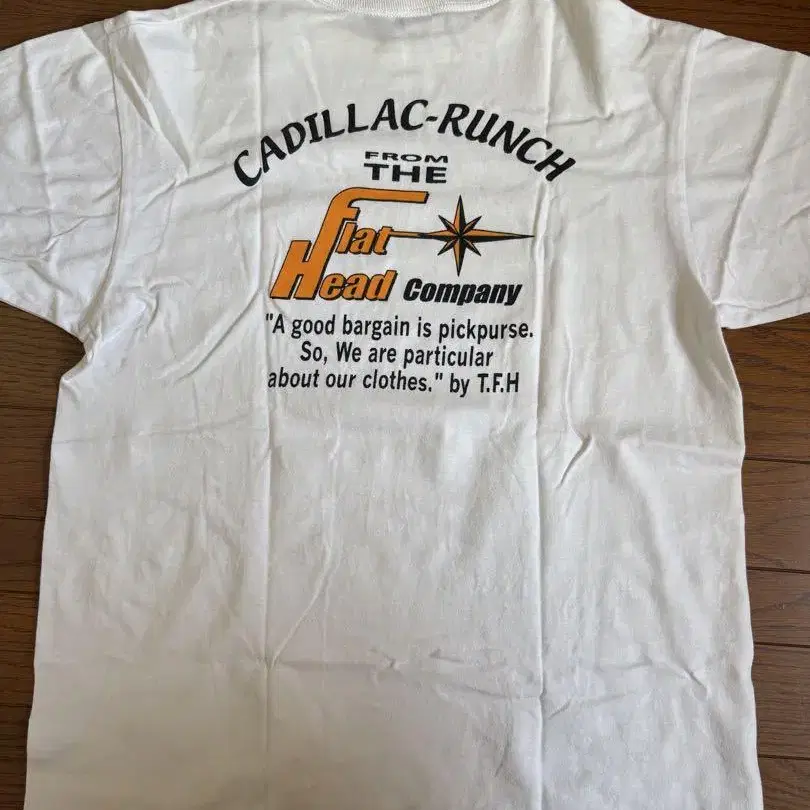 CADILLAC-RUNCH
FROM
THE
Flat
Head Company
"A good bargain is pickpurse.
So, We are particular
about our clothes." by T.F.H